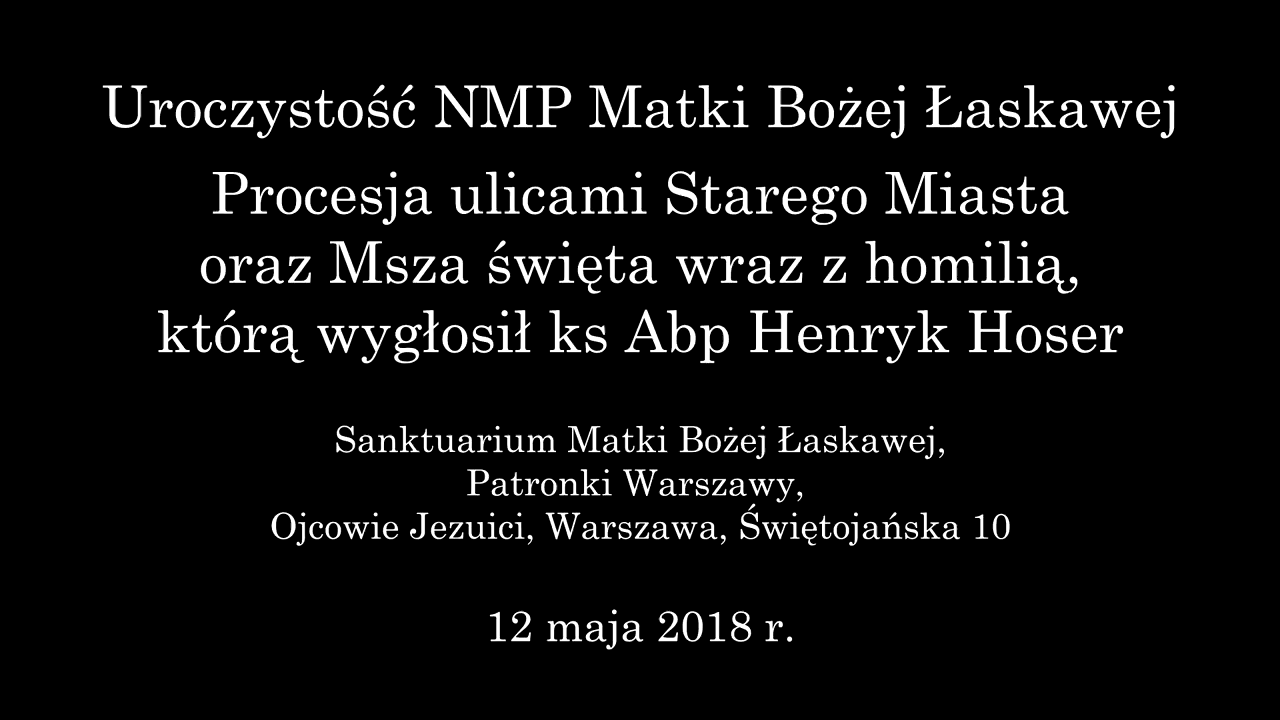 Uroczystość NMP Matki Bożej Łaskawej
Procesja ulicami Starego Miasta
oraz Msza święta wraz z homilią,
którą wygłosił ks Abp Henryk Hoser
Sanktuarium Matki Bożej Łaskawej,
Patronki Warszawy,
Ojcowie Jezuici, Warszawa, Świętojańska 10
12 maja 2018 r.